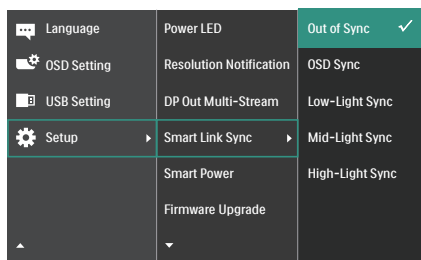 Language
OSD Setting
USB Setting
Setup
Power LED
Resolution Notification
DP Out Multi-Stream
Smart Link Sync
Smart Power
Firmware Upgrade
Out of Sync
OSD Sync
Low-Light Sync
Mid-Light Sync
High-Light Sync